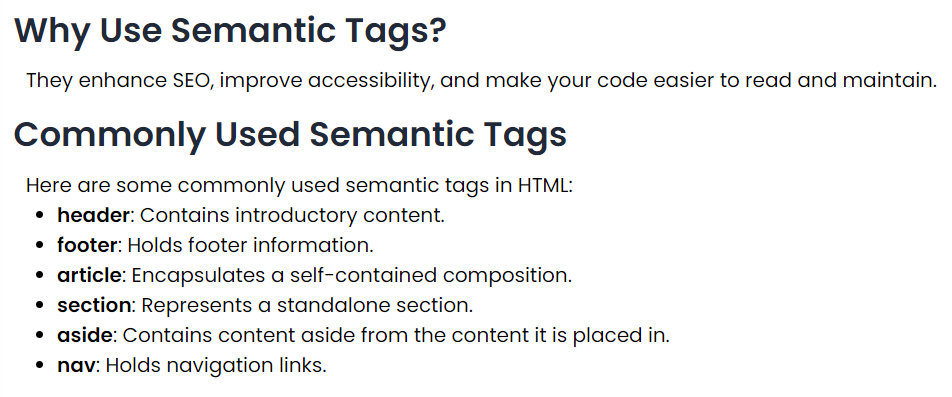 Why Use Semantic Tags?
They enhance SEO, improve accessibility, and make your code easier to read and maintain.
Commonly Used Semantic Tags
Here are some commonly used semantic tags in HTML:
• header: Contains introductory content.
• footer: Holds footer information.
• article: Encapsulates a self-contained composition.
• section: Represents a standalone section.
• aside: Contains content aside from the content it is placed in.
• nav: Holds navigation links.